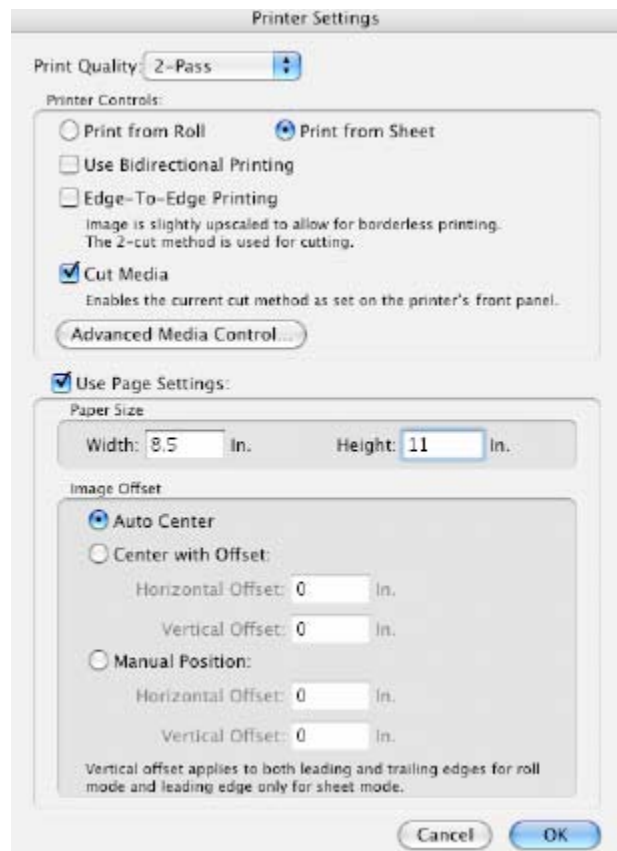 Printer Settings
Print Quality: 2-Pass
Printer Controls:
Print from Roll Print from Sheet
Use Bidirectional Printing
Edge-To-Edge Printing
Image is slightly upscaled to allow for borderless printing.
The 2-cut method is used for cutting.
Cut Media
Enables the current cut method as set on the printer's front panel.
Advanced Media Control...
Use Page Settings:
Paper Size
Width: 8.5 In. Height: 11 In.
Image Offset
Auto Center
Center with Offset:
Horizontal Offset: 0 In.
Vertical Offset: 0 In.
Manual Position:
Horizontal Offset: 0 In.
Vertical Offset: 0 In.
Vertical offset applies to both leading and trailing edges for roll
mode and leading edge only for sheet mode.
Cancel OK